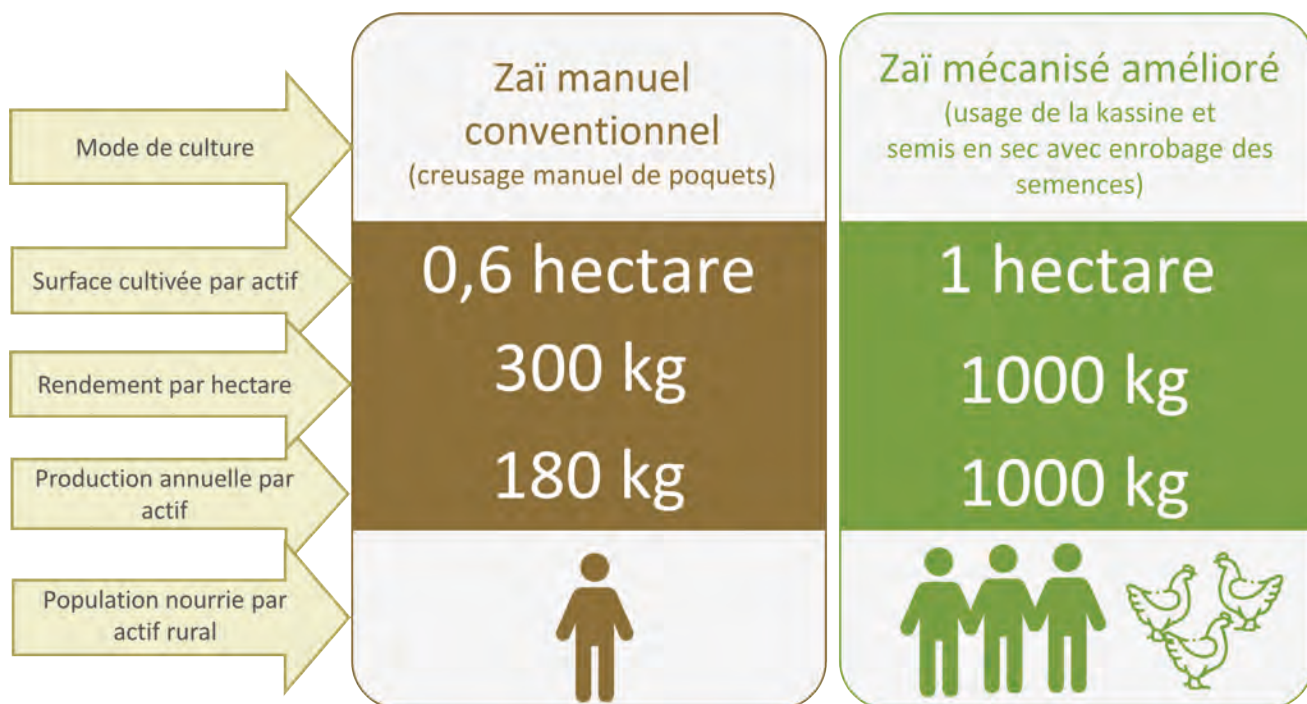 Mode de culture
Zaï manuel
conventionnel
(creusage manuel de poquets)
Zaï mécanisé amélioré
(usage de la kassine et
semis en sec avec enrobage des
semences)
Surface cultivée par actif
0,6 hectare
1 hectare
Rendement par hectare
300 kg
1000 kg
Production annuelle par
actif
180 kg
1000 kg
Population nourrie par
actif rural